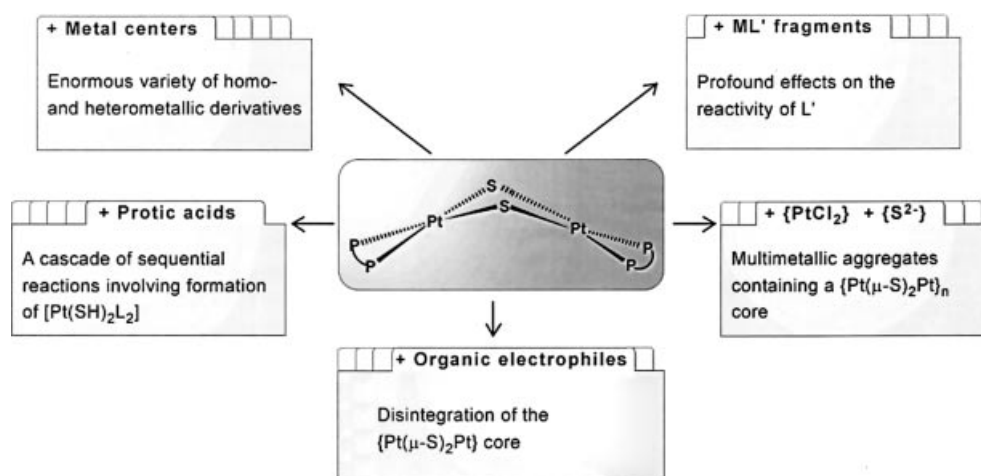 + Metal centers
Enormous variety of homo-
and heterometallic derivatives
+ ML' fragments
Profound effects on the
reactivity of L'
+ Protic acids
A cascade of sequential
reactions involving formation
of [Pt(SH)₂L₂]
S
S
Pt
Pt
P
P
P
P
+ {PtCl₂} + {S²⁻}
Multimetallic aggregates
containing a {Pt(μ-S)₂Pt}ₙ
core
+ Organic electrophiles
Disintegration of the
{Pt(μ-S)₂Pt} core